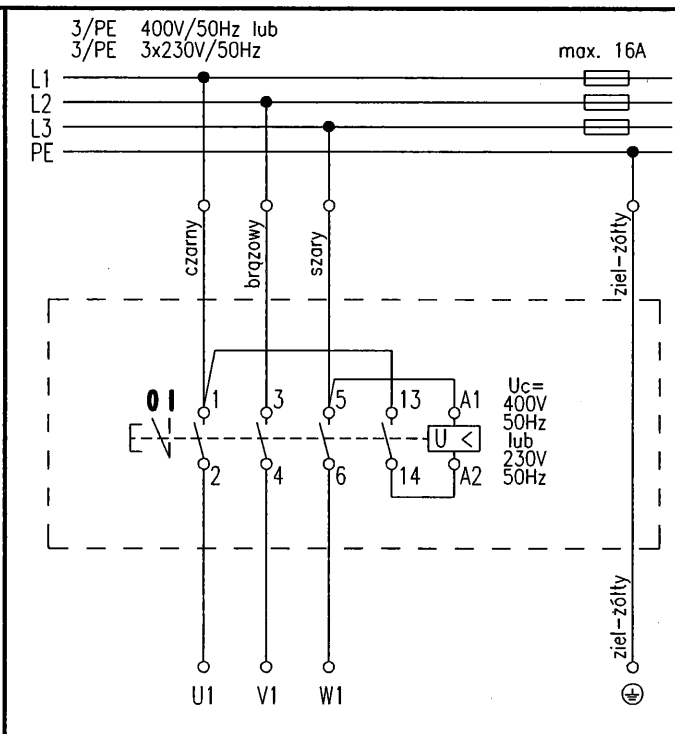 3/PE 400V/50Hz lub
3/PE 3x230V/50Hz
max. 16A
L1
L2
L3
PE
czarny
brązowy
szary
ziel-żółty
0 I
1
3
5
13
A1
U <
2
4
6
14
A2
Uc=
400V
50Hz
lub
230V
50Hz
ziel-żółty
U1
V1
W1